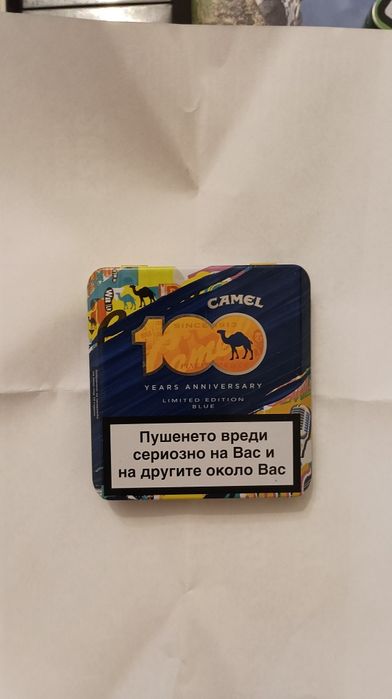 CAMEL
SINCE 1913
100
YEARS ANNIVERSARY
LIMITED EDITION
BLUE
Пушенето вреди
сериозно на Вас и
на другите около Вас